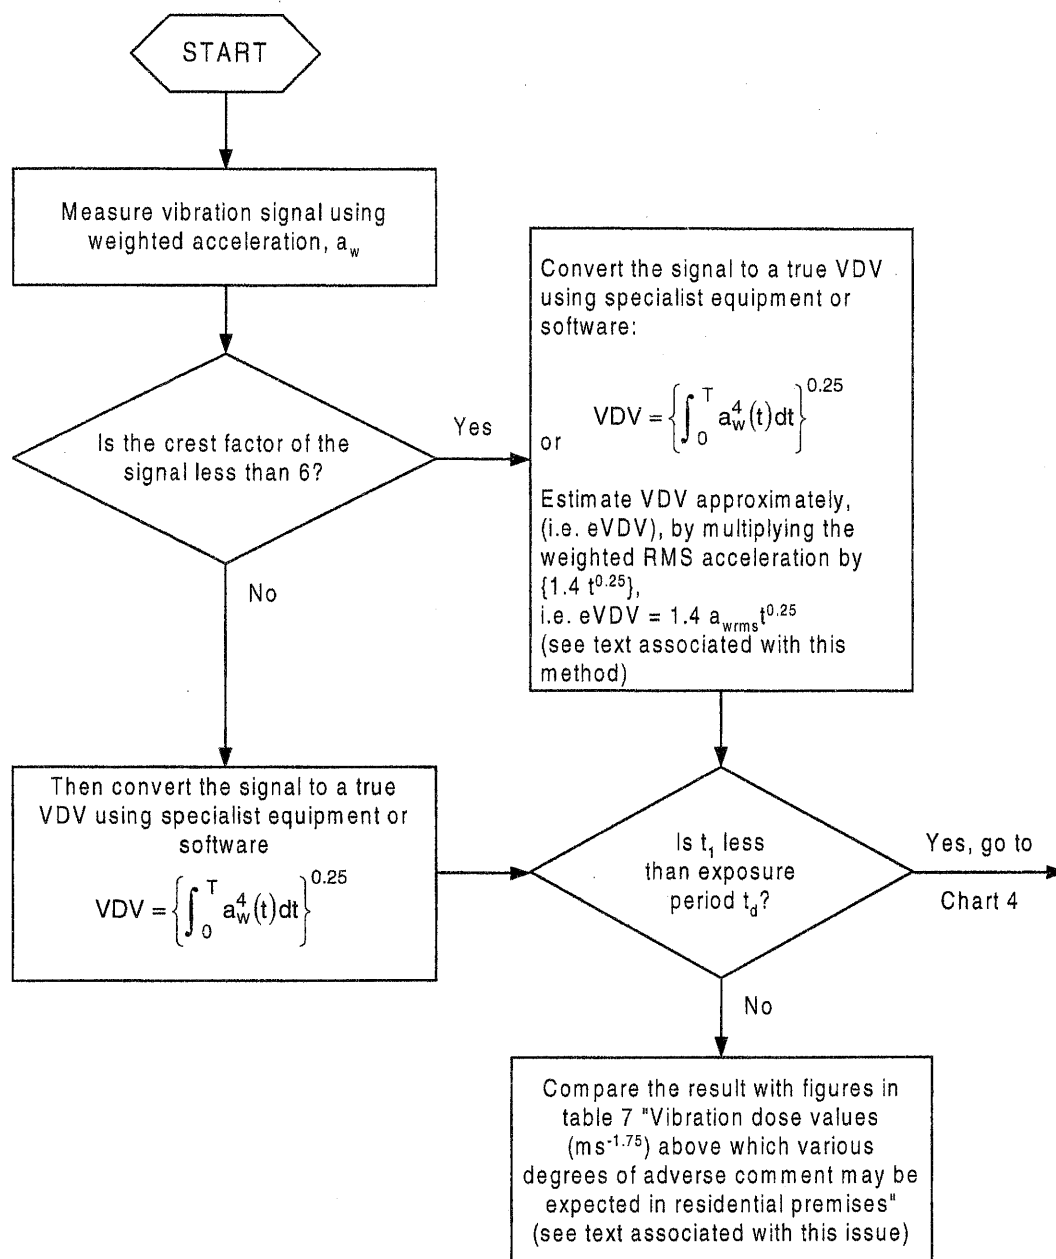 START
Measure vibration signal using
weighted acceleration, a_w
Is the crest factor of the
signal less than 6?
Yes
No
Convert the signal to a true VDV
using specialist equipment or
software:
VDV = {∫_0^T a_w^4(t)dt}^0.25
or
Estimate VDV approximately,
(i.e. eVDV), by multiplying the
weighted RMS acceleration by
{1.4 t^0.25},
i.e. eVDV = 1.4 a_wrms t^0.25
(see text associated with this
method)
Then convert the signal to a true
VDV using specialist equipment or
software
VDV = {∫_0^T a_w^4(t)dt}^0.25
Is t_1 less
than exposure
period t_d?
Yes, go to
Chart 4
No
Compare the result with figures in
table 7 "Vibration dose values
(ms^-1.75) above which various
degrees of adverse comment may be
expected in residential premises"
(see text associated with this issue)